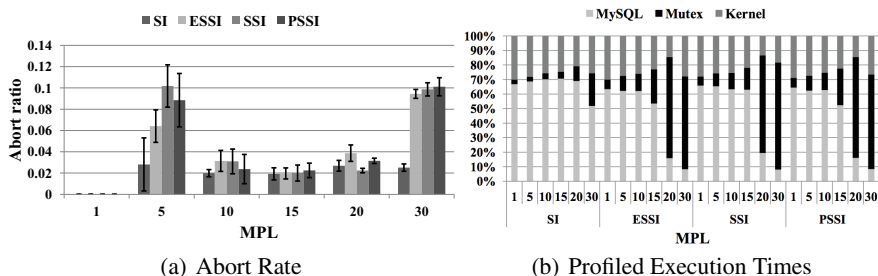 SI ESSI SSI PSSI
0.14
0.12
0.1
0.08
0.06
0.04
0.02
0
Abort ratio
1 5 10 15 20 30
MPL
(a) Abort Rate
MySQL Mutex Kernel
100%
90%
80%
70%
60%
50%
40%
30%
20%
10%
0%
1 5 10 15 20 30 1 5 10 15 20 30 1 5 10 15 20 30 1 5 10 15 20 30
SI ESSI SSI PSSI
MPL
(b) Profiled Execution Times